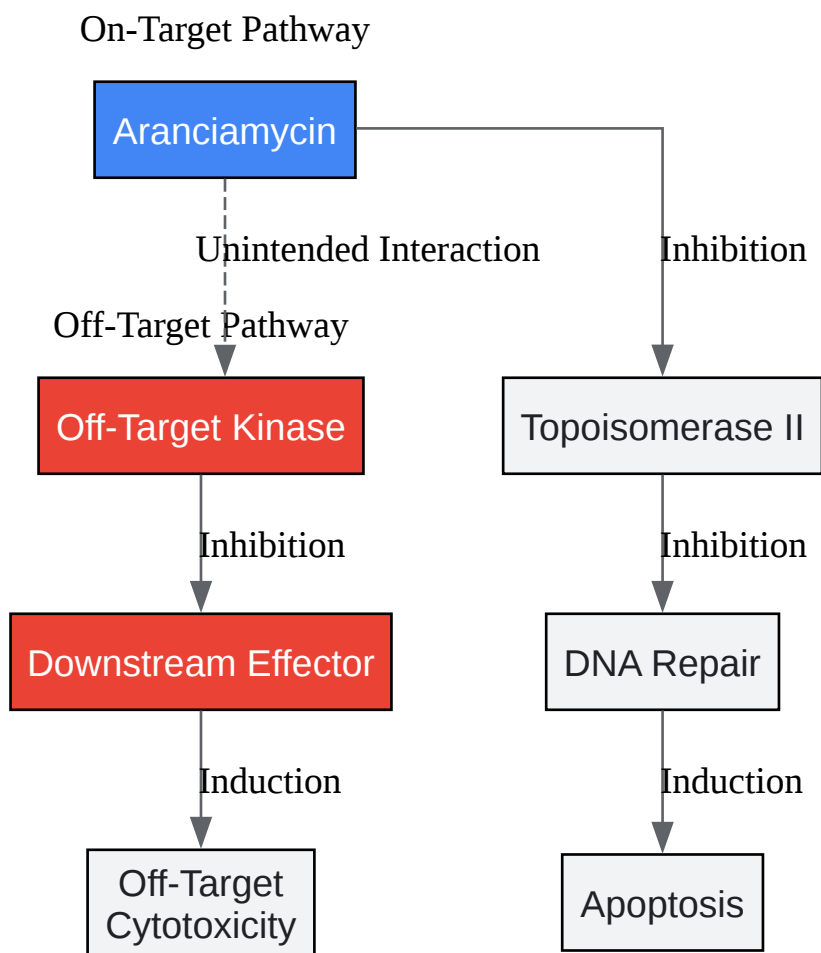 On-Target Pathway
Aranciamycin
Unintended Interaction
Inhibition
Off-Target Pathway
Off-Target Kinase
Topoisomerase II
Inhibition
Inhibition
Downstream Effector
DNA Repair
Induction
Induction
Off-Target
Cytotoxicity
Apoptosis